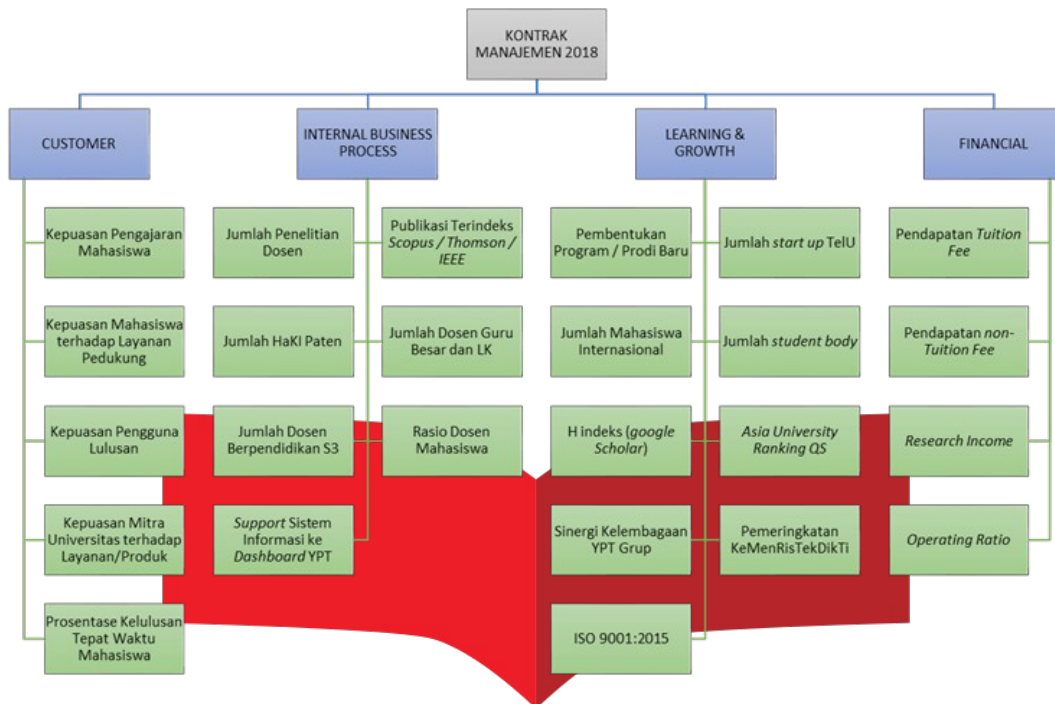 KONTRAK
MANAJEMEN 2018
CUSTOMER
INTERNAL BUSINESS
PROCESS
LEARNING &
GROWTH
FINANCIAL
Kepuasan Pengajaran
Mahasiswa
Kepuasan Mahasiswa
terhadap Layanan
Pedukung
Kepuasan Pengguna
Lulusan
Kepuasan Mitra
Universitas terhadap
Layanan/Produk
Prosentase Kelulusan
Tepat Waktu
Mahasiswa
Jumlah Penelitian
Dosen
Publikasi Terindeks
Scopus / Thomson /
IEEE
Jumlah HaKI Paten
Jumlah Dosen Guru
Besar dan LK
Jumlah Dosen
Berpendidikan S3
Rasio Dosen
Mahasiswa
Support Sistem
Informasi ke
Dashboard YPT
Pembentukan
Program / Prodi Baru
Jumlah start up TelU
Jumlah Mahasiswa
Internasional
Jumlah student body
H indeks (google
Scholar)
Asia University
Ranking QS
Sinergi Kelembagaan
YPT Grup
Pemeringkatan
KeMenRisTekDikTi
ISO 9001:2015
Pendapatan Tuition
Fee
Pendapatan non-
Tuition Fee
Research Income
Operating Ratio